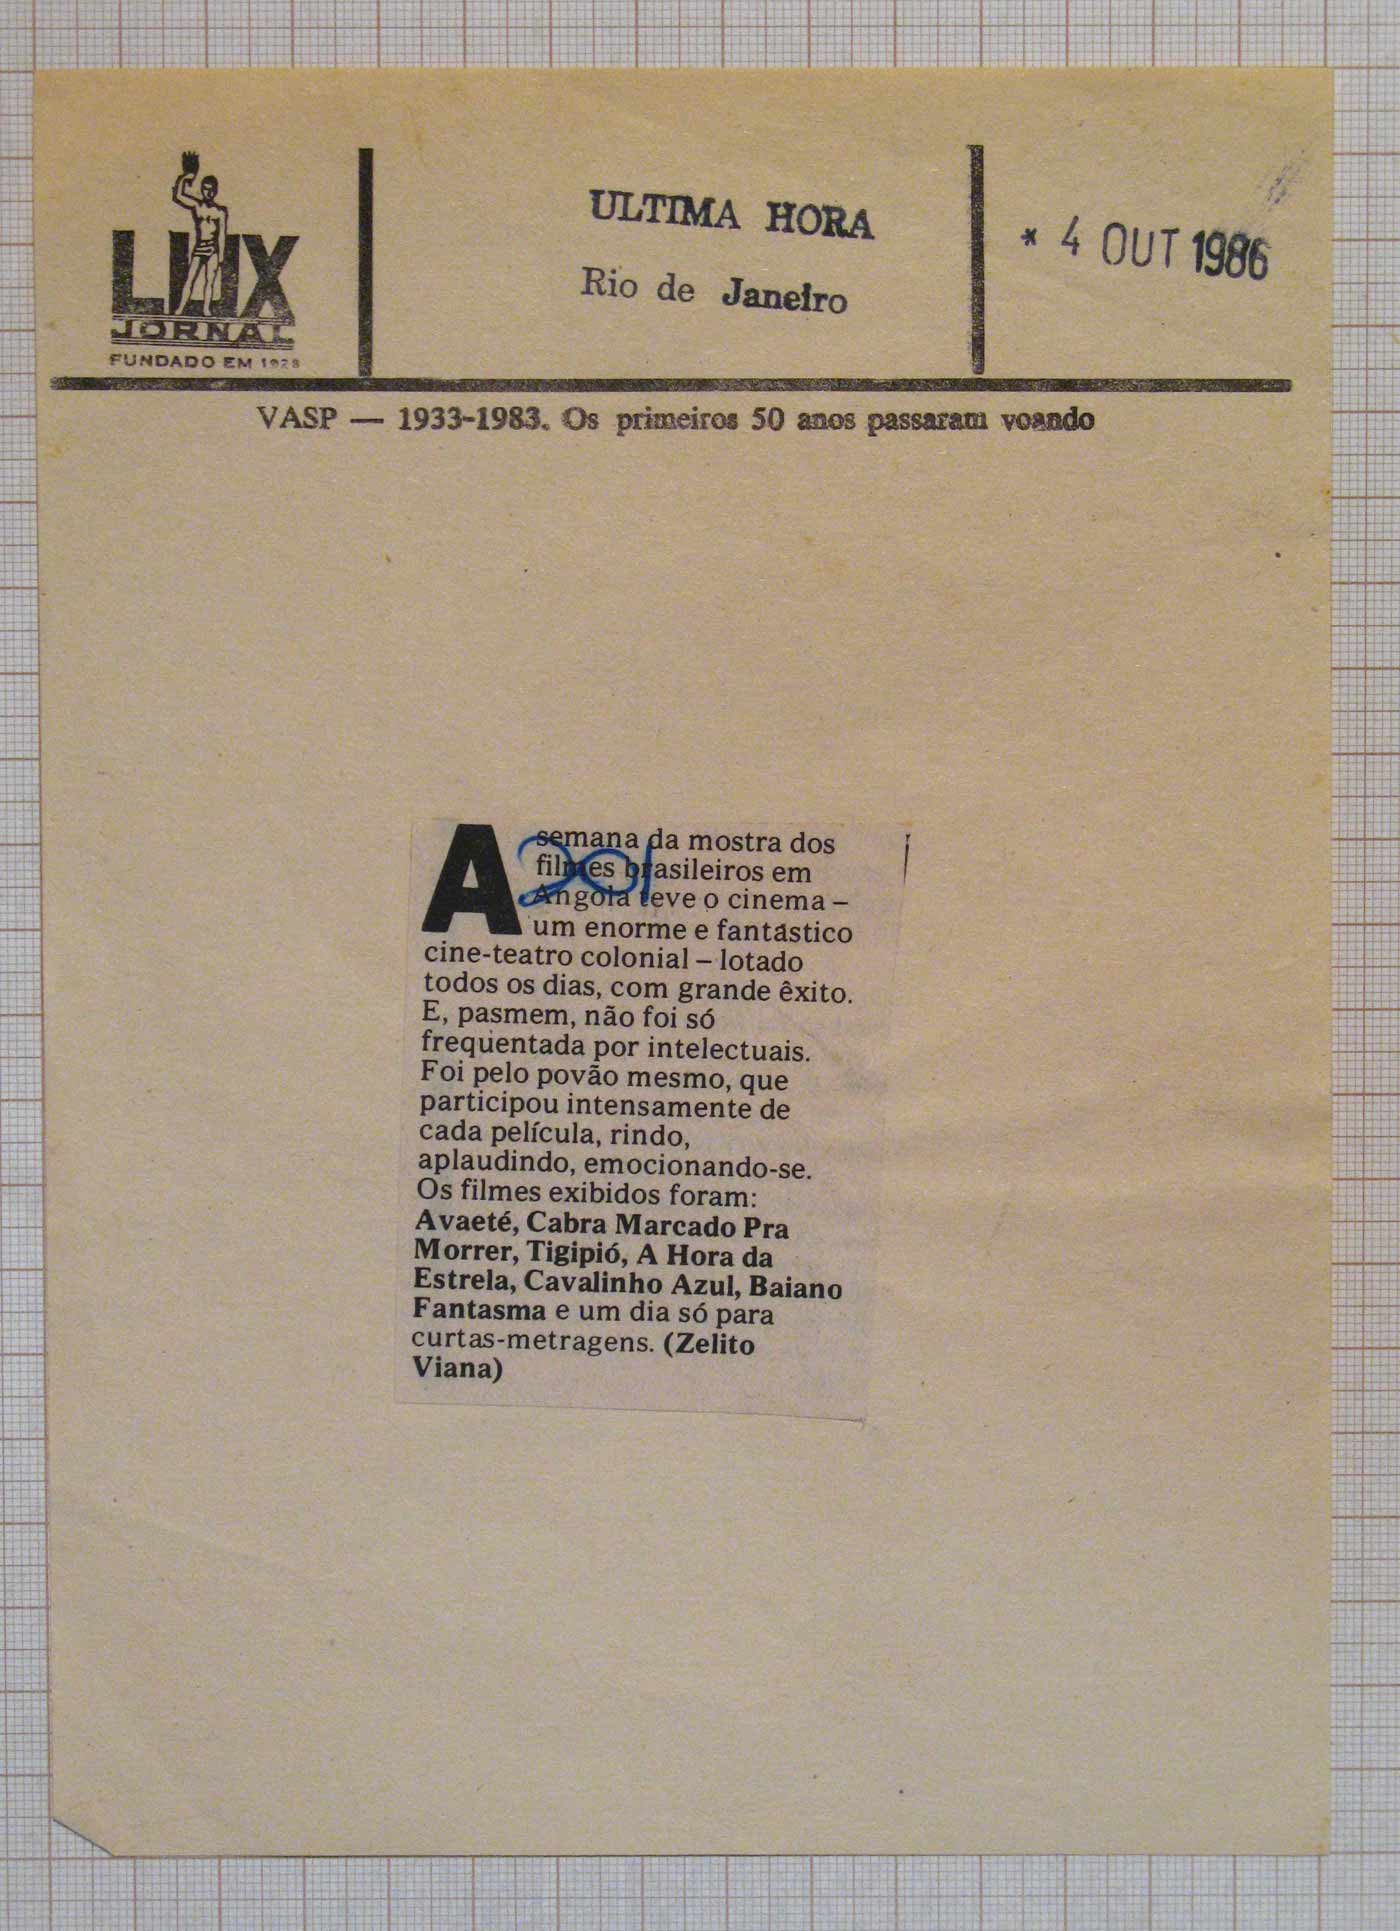 LUX
JORNAL
FUNDADO EM 1928
ULTIMA HORA
Rio de Janeiro
* 4 OUT 1986
VASP — 1933-1983. Os primeiros 50 anos passaram voando
201
A semana da mostra dos
filmes brasileiros em
Angola teve o cinema –
um enorme e fantástico
cine-teatro colonial – lotado
todos os dias, com grande êxito.
E, pasmem, não foi só
freqüentada por intelectuais.
Foi pelo povão mesmo, que
participou intensamente de
cada película, rindo,
aplaudindo, emocionando-se.
Os filmes exibidos foram:
Avaeté, Cabra Marcado Pra
Morrer, Tigipió, A Hora da
Estrela, Cavalinho Azul, Baiano
Fantasma e um dia só para
curtas-metragens. (Zelito
Viana)